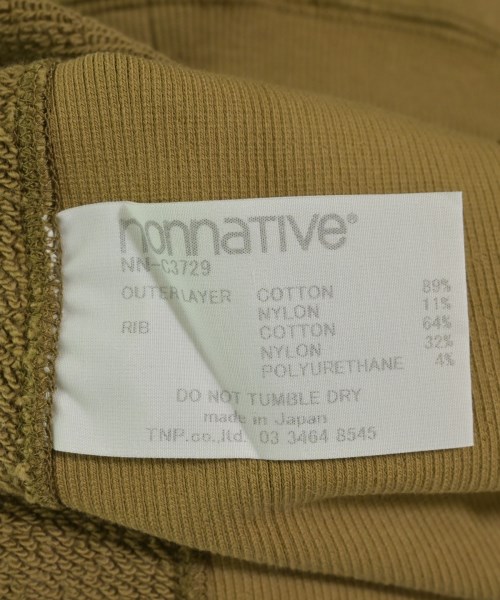 nonnative®
NN-C3729
OUTERLAYER COTTON 89%
NYLON 11%
RIB COTTON 64%
NYLON 32%
POLYURETHANE 4%
DO NOT TUMBLE DRY
made in Japan
TNP.co.,ltd. 03 3464 8545